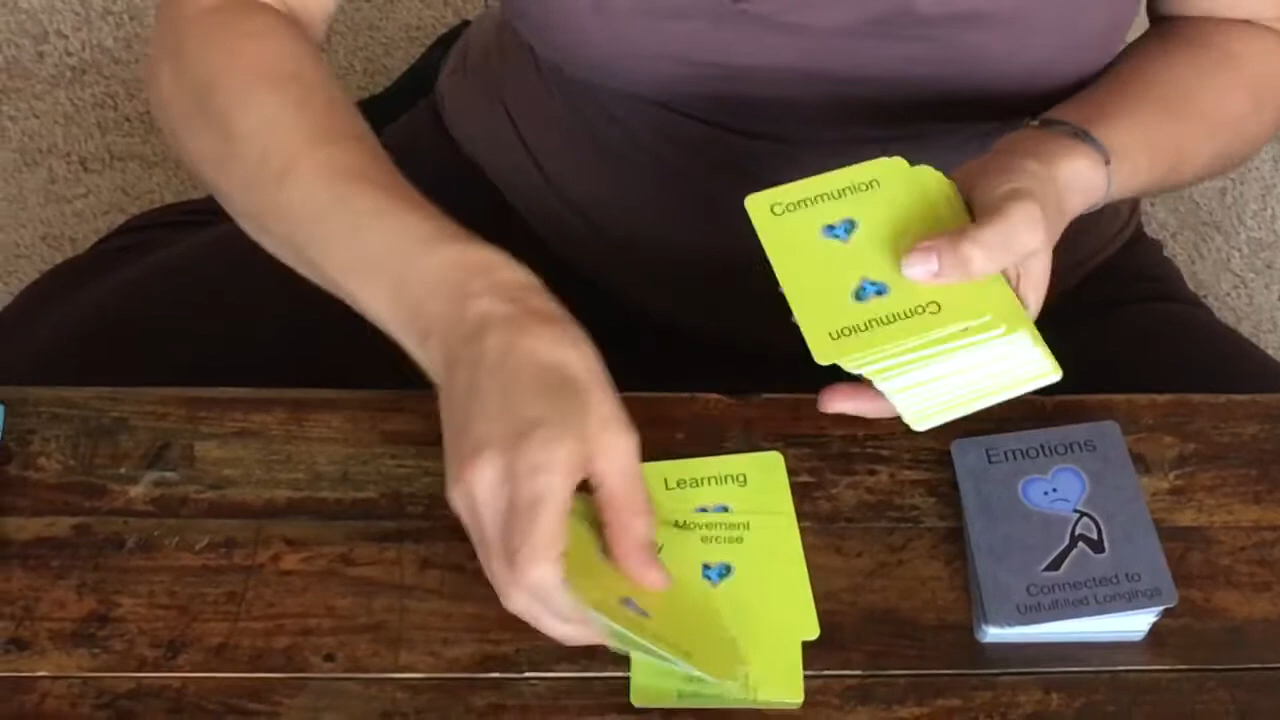 Communion
Communion
Learning
Movement
ercise
Emotions
Connected to
Unfulfilled Longings